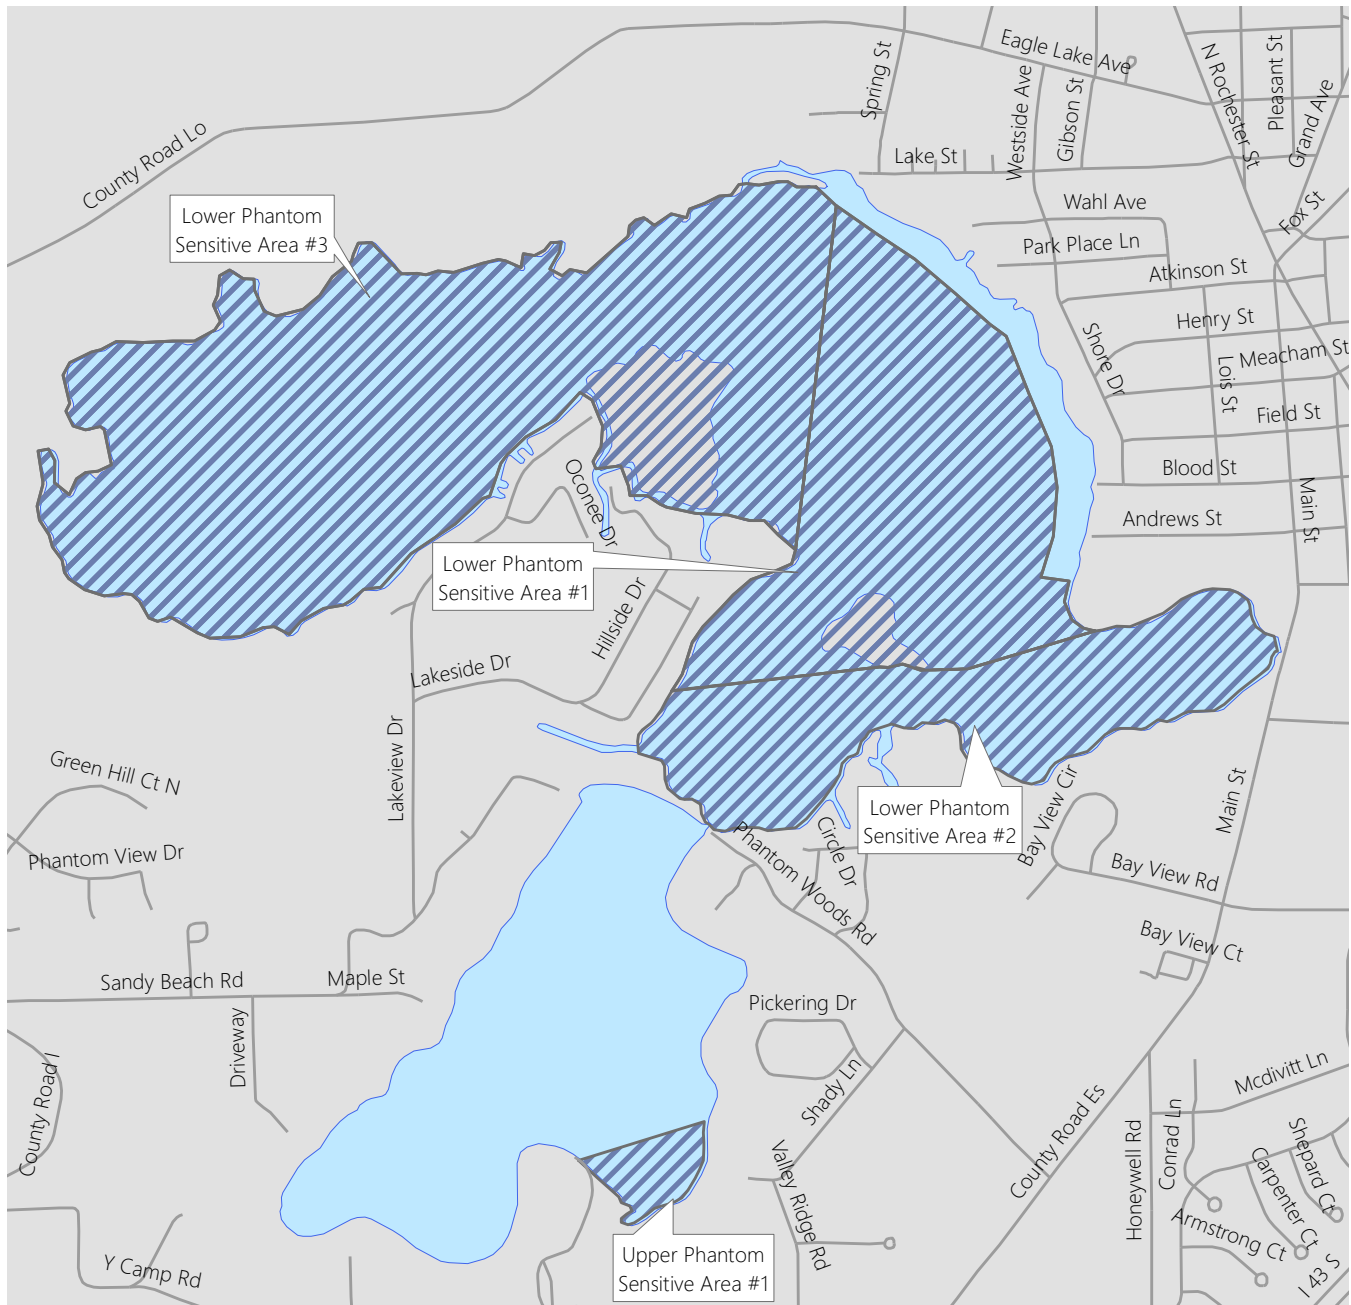 Eagle Lake Ave
Spring St
Westside Ave
Gibson St
N Rochester St
Pleasant St
Grand Ave
County Road Lo
Lake St
Lower Phantom
Sensitive Area #3
Wahl Ave
Fox St
Park Place Ln
Atkinson St
Henry St
Shore Dr
Meacham St
Lois St
Field St
Blood St
Oconee Dr
Main St
Andrews St
Lower Phantom
Sensitive Area #1
Hillside Dr
Lakeside Dr
Lakeview Dr
Green Hill Ct N
Main St
Lower Phantom
Sensitive Area #2
Bay View Cir
Phantom View Dr
Circle Dr
Phantom Woods Rd
Bay View Rd
Bay View Ct
Sandy Beach Rd
Maple St
Pickering Dr
Driveway
County Road I
Shady Ln
Mcdivitt Ln
County Road Es
Honeywell Rd
Conrad Ln
Shepard Ct
Carpenter Ct
Valley Ridge Rd
Armstrong Ct
Upper Phantom
Sensitive Area #1
Y Camp Rd
I 43 S